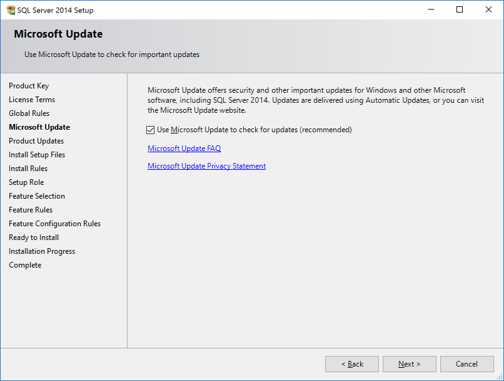 SQL Server 2014 Setup
Microsoft Update
Use Microsoft Update to check for important updates
Product Key
License Terms
Global Rules
Microsoft Update
Product Updates
Install Setup Files
Install Rules
Setup Role
Feature Selection
Feature Rules
Feature Configuration Rules
Ready to Install
Installation Progress
Complete
Microsoft Update offers security and other important updates for Windows and other Microsoft
software, including SQL Server 2014. Updates are delivered using Automatic Updates, or you can visit
the Microsoft Update website.
Use Microsoft Update to check for updates (recommended)
Microsoft Update FAQ
Microsoft Update Privacy Statement
< Back
Next >
Cancel